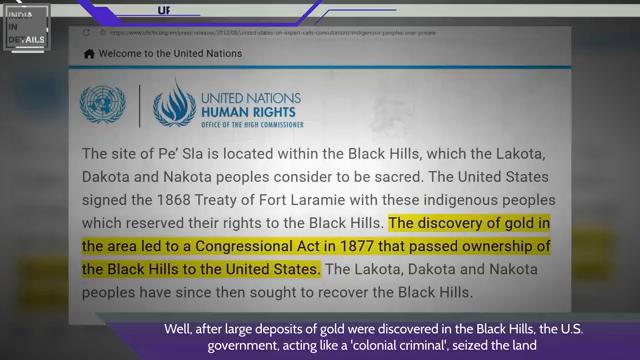 INDIA
IN
DETAILS
Welcome to the United Nations
UNITED NATIONS
HUMAN RIGHTS
OFFICE OF THE HIGH COMMISSIONER
The site of Pe’ Sla is located within the Black Hills, which the Lakota,
Dakota and Nakota peoples consider to be sacred. The United States
signed the 1868 Treaty of Fort Laramie with these indigenous peoples
which reserved their rights to the Black Hills. The discovery of gold in
the area led to a Congressional Act in 1877 that passed ownership of
the Black Hills to the United States. The Lakota, Dakota and Nakota
peoples have since then sought to recover the Black Hills.
Well, after large deposits of gold were discovered in the Black Hills, the U.S.
government, acting like a 'colonial criminal', seized the land